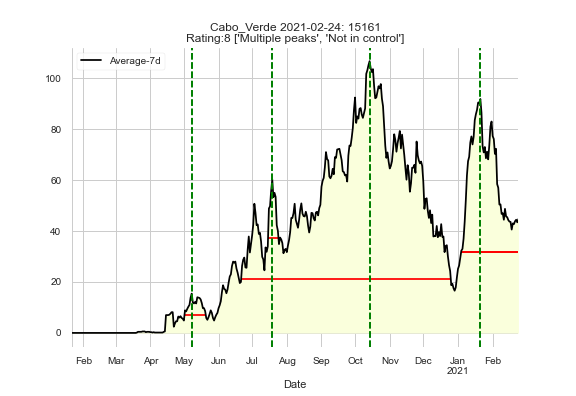 Cabo_Verde 2021-02-24: 15161
Rating:8 ['Multiple peaks', 'Not in control']
Average-7d
100
80
60
40
20
0
Feb Mar Apr May Jun Jul Aug Sep Oct Nov Dec Jan Feb
2021
Date